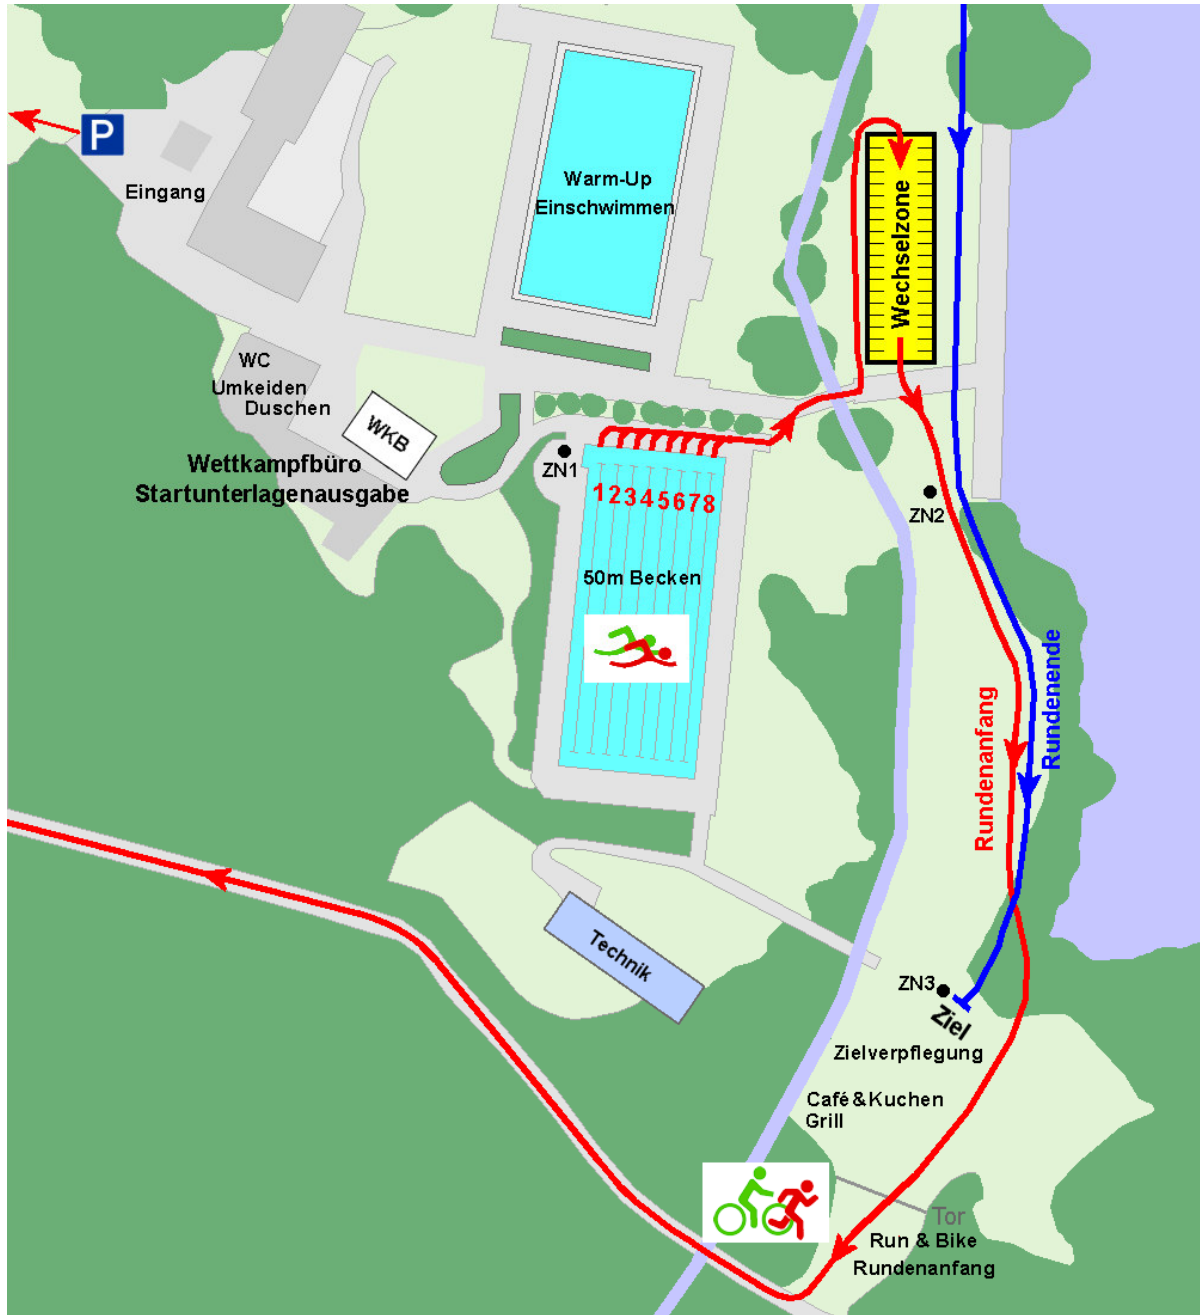 P
Eingang
Warm-Up
Einschwimmen
Wechselzone
WC
Umkeiden
Duschen
WKB
Wettkampfbüro
Startunterlagenausgabe
ZN1
12345678
ZN2
50m Becken
Rundenanfang
Rundenende
Technik
ZN3
Ziel
Zielverpflegung
Café&Kuchen
Grill
Tor
Run & Bike
Rundenanfang